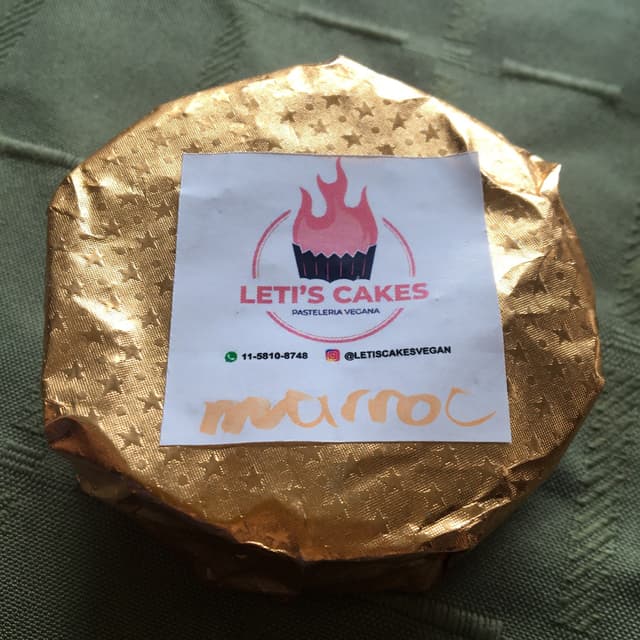 LETI'S CAKES
PASTELERIA VEGANA
11-5810-8748 @LETISCAKESVEGAN
marroc